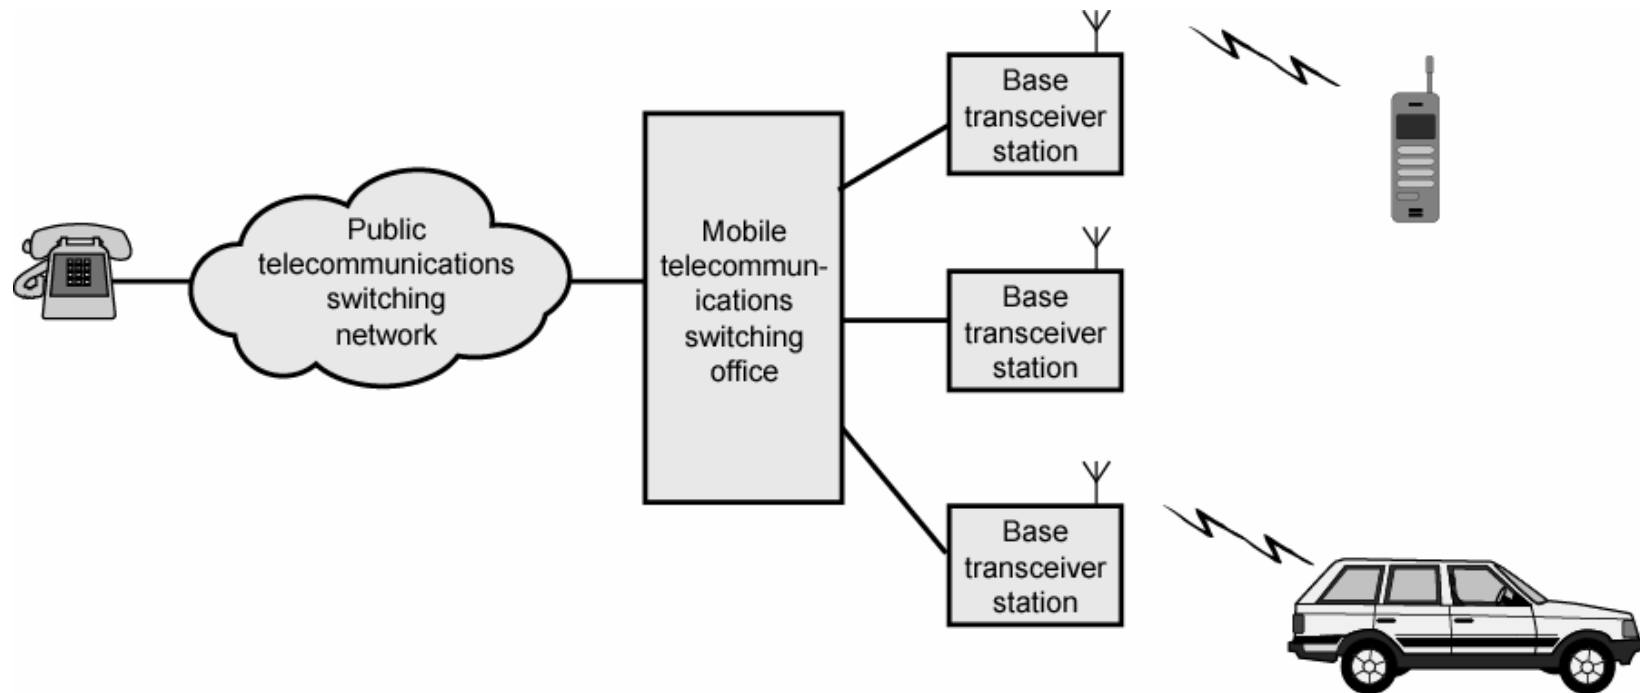 Public
telecommunications
switching
network
Mobile
telecommun-
ications
switching
office
Base
transceiver
station
Base
transceiver
station
Base
transceiver
station